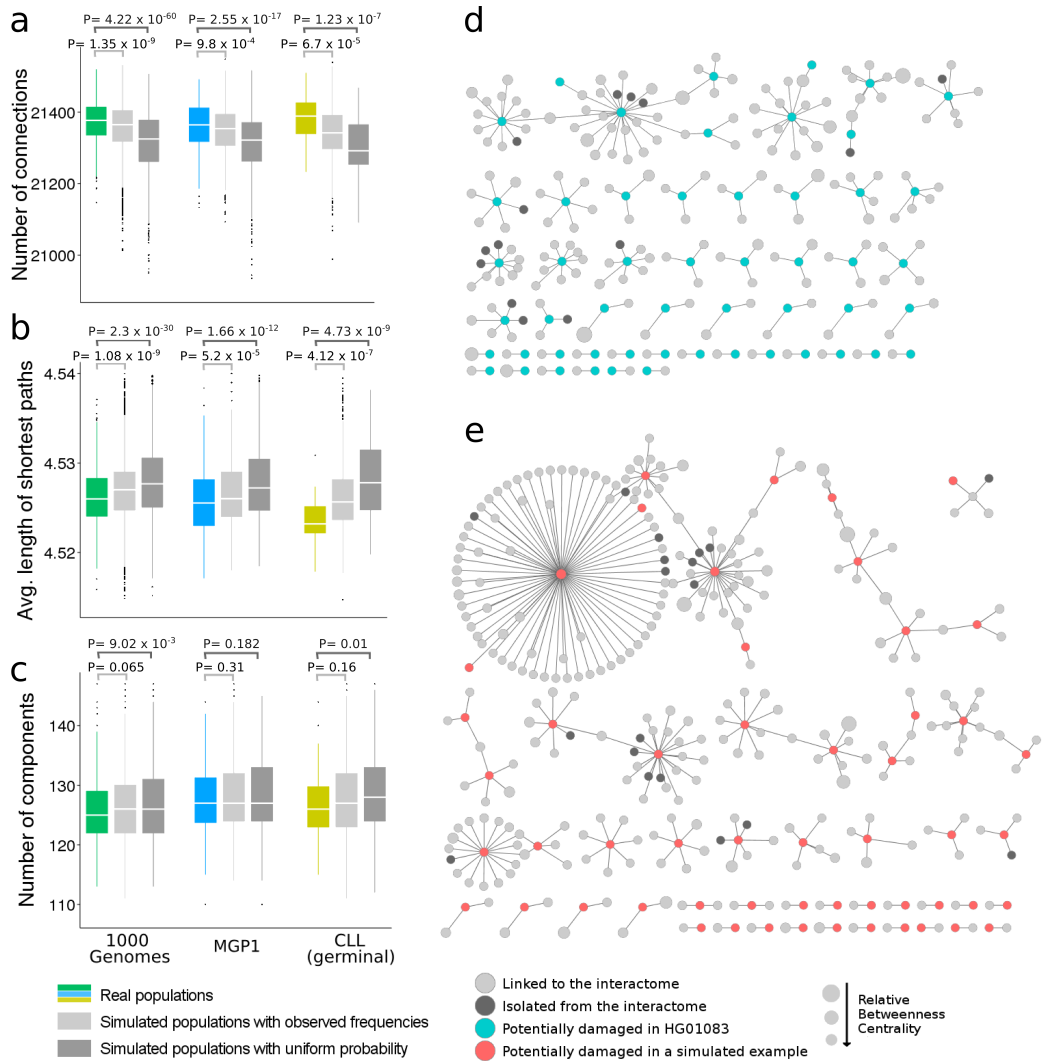 a
P= 4.22 x 10-60
P= 2.55 x 10-17
P= 1.23 x 10-7
P= 1.35 x 10-9
P= 9.8 x 10-4
P= 6.7 x 10-5
Number of connections
21400
21200
21000
b
P= 2.3 x 10-30
P= 1.66 x 10-12
P= 4.73 x 10-9
P= 1.08 x 10-9
P= 5.2 x 10-5
P= 4.12 x 10-7
Avg. length of shortest paths
4.54
4.53
4.52
c
P= 9.02 x 10-3
P= 0.182
P= 0.01
P= 0.065
P= 0.31
P= 0.16
Number of components
140
130
120
110
1000
Genomes
MGP1
CLL
(germinal)
Real populations
Simulated populations with observed frequencies
Simulated populations with uniform probability
d
e
Linked to the interactome
Isolated from the interactome
Potentially damaged in HG01083
Potentially damaged in a simulated example
Relative
Betweenness
Centrality